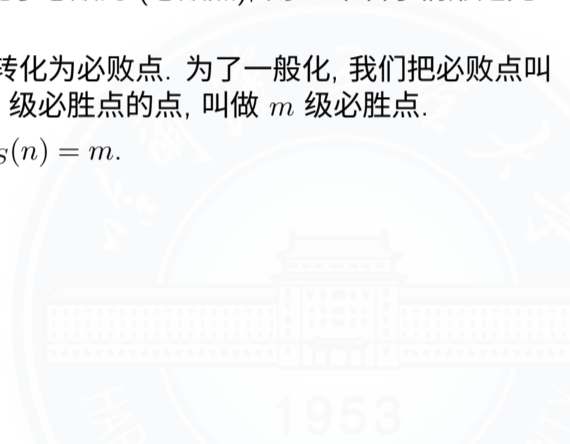 转化为必败点. 为了一般化, 我们把必败点叫
级必胜点的点, 叫做 m 级必胜点.
s(n) = m.
1953